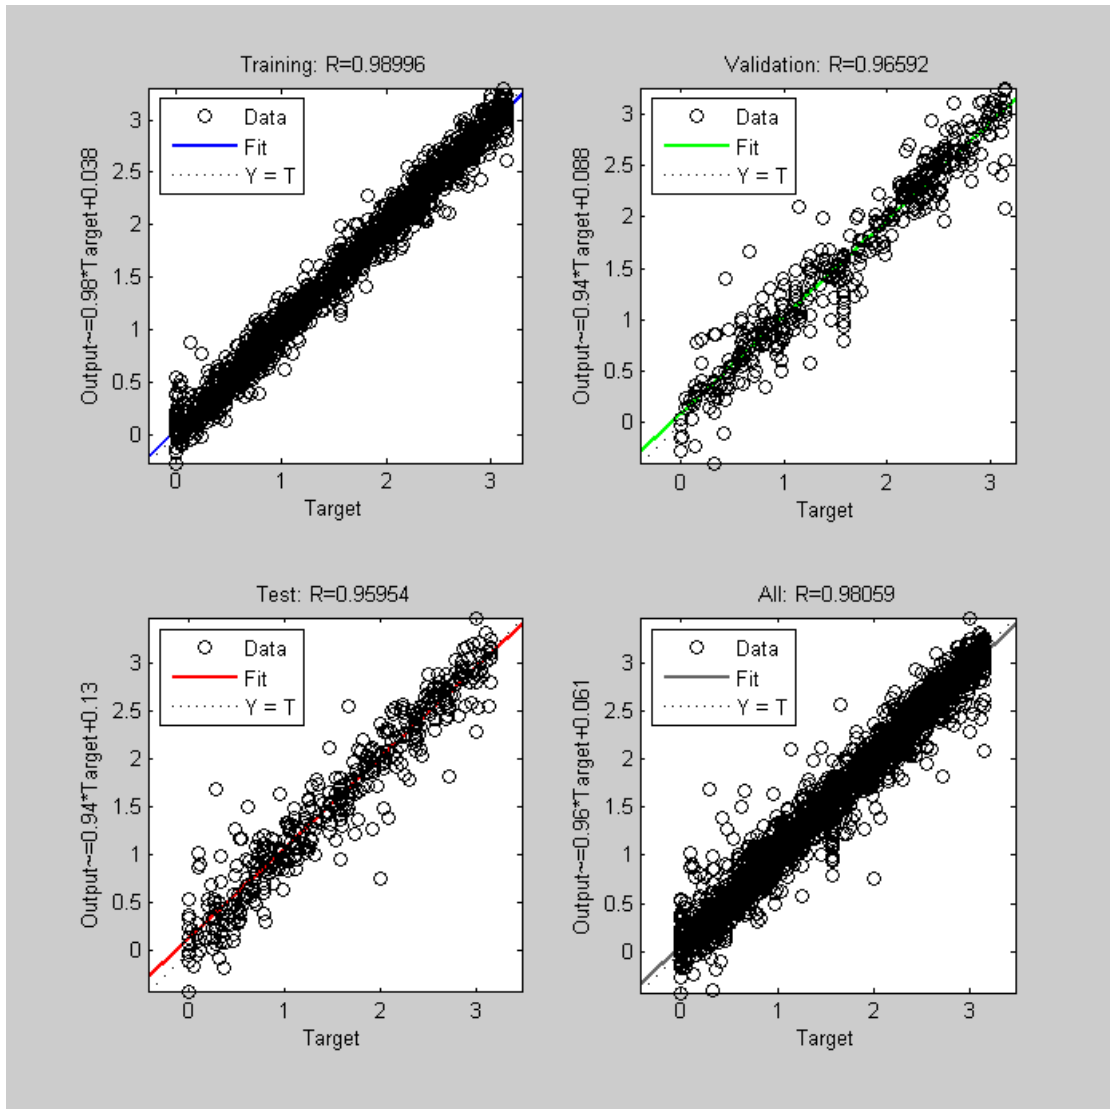 Training: R=0.98996
Output~=0.98*Target+0.038
3
2.5
2
1.5
1
0.5
0
Data
Fit
Y = T
0 1 2 3
Target
Validation: R=0.96592
Output~=0.94*Target+0.088
3
2.5
2
1.5
1
0.5
0
Data
Fit
Y = T
0 1 2 3
Target
Test: R=0.95954
Output~=0.94*Target+0.13
3
2.5
2
1.5
1
0.5
0
Data
Fit
Y = T
0 1 2 3
Target
All: R=0.98059
Output~=0.96*Target+0.061
3
2.5
2
1.5
1
0.5
0
Data
Fit
Y = T
0 1 2 3
Target